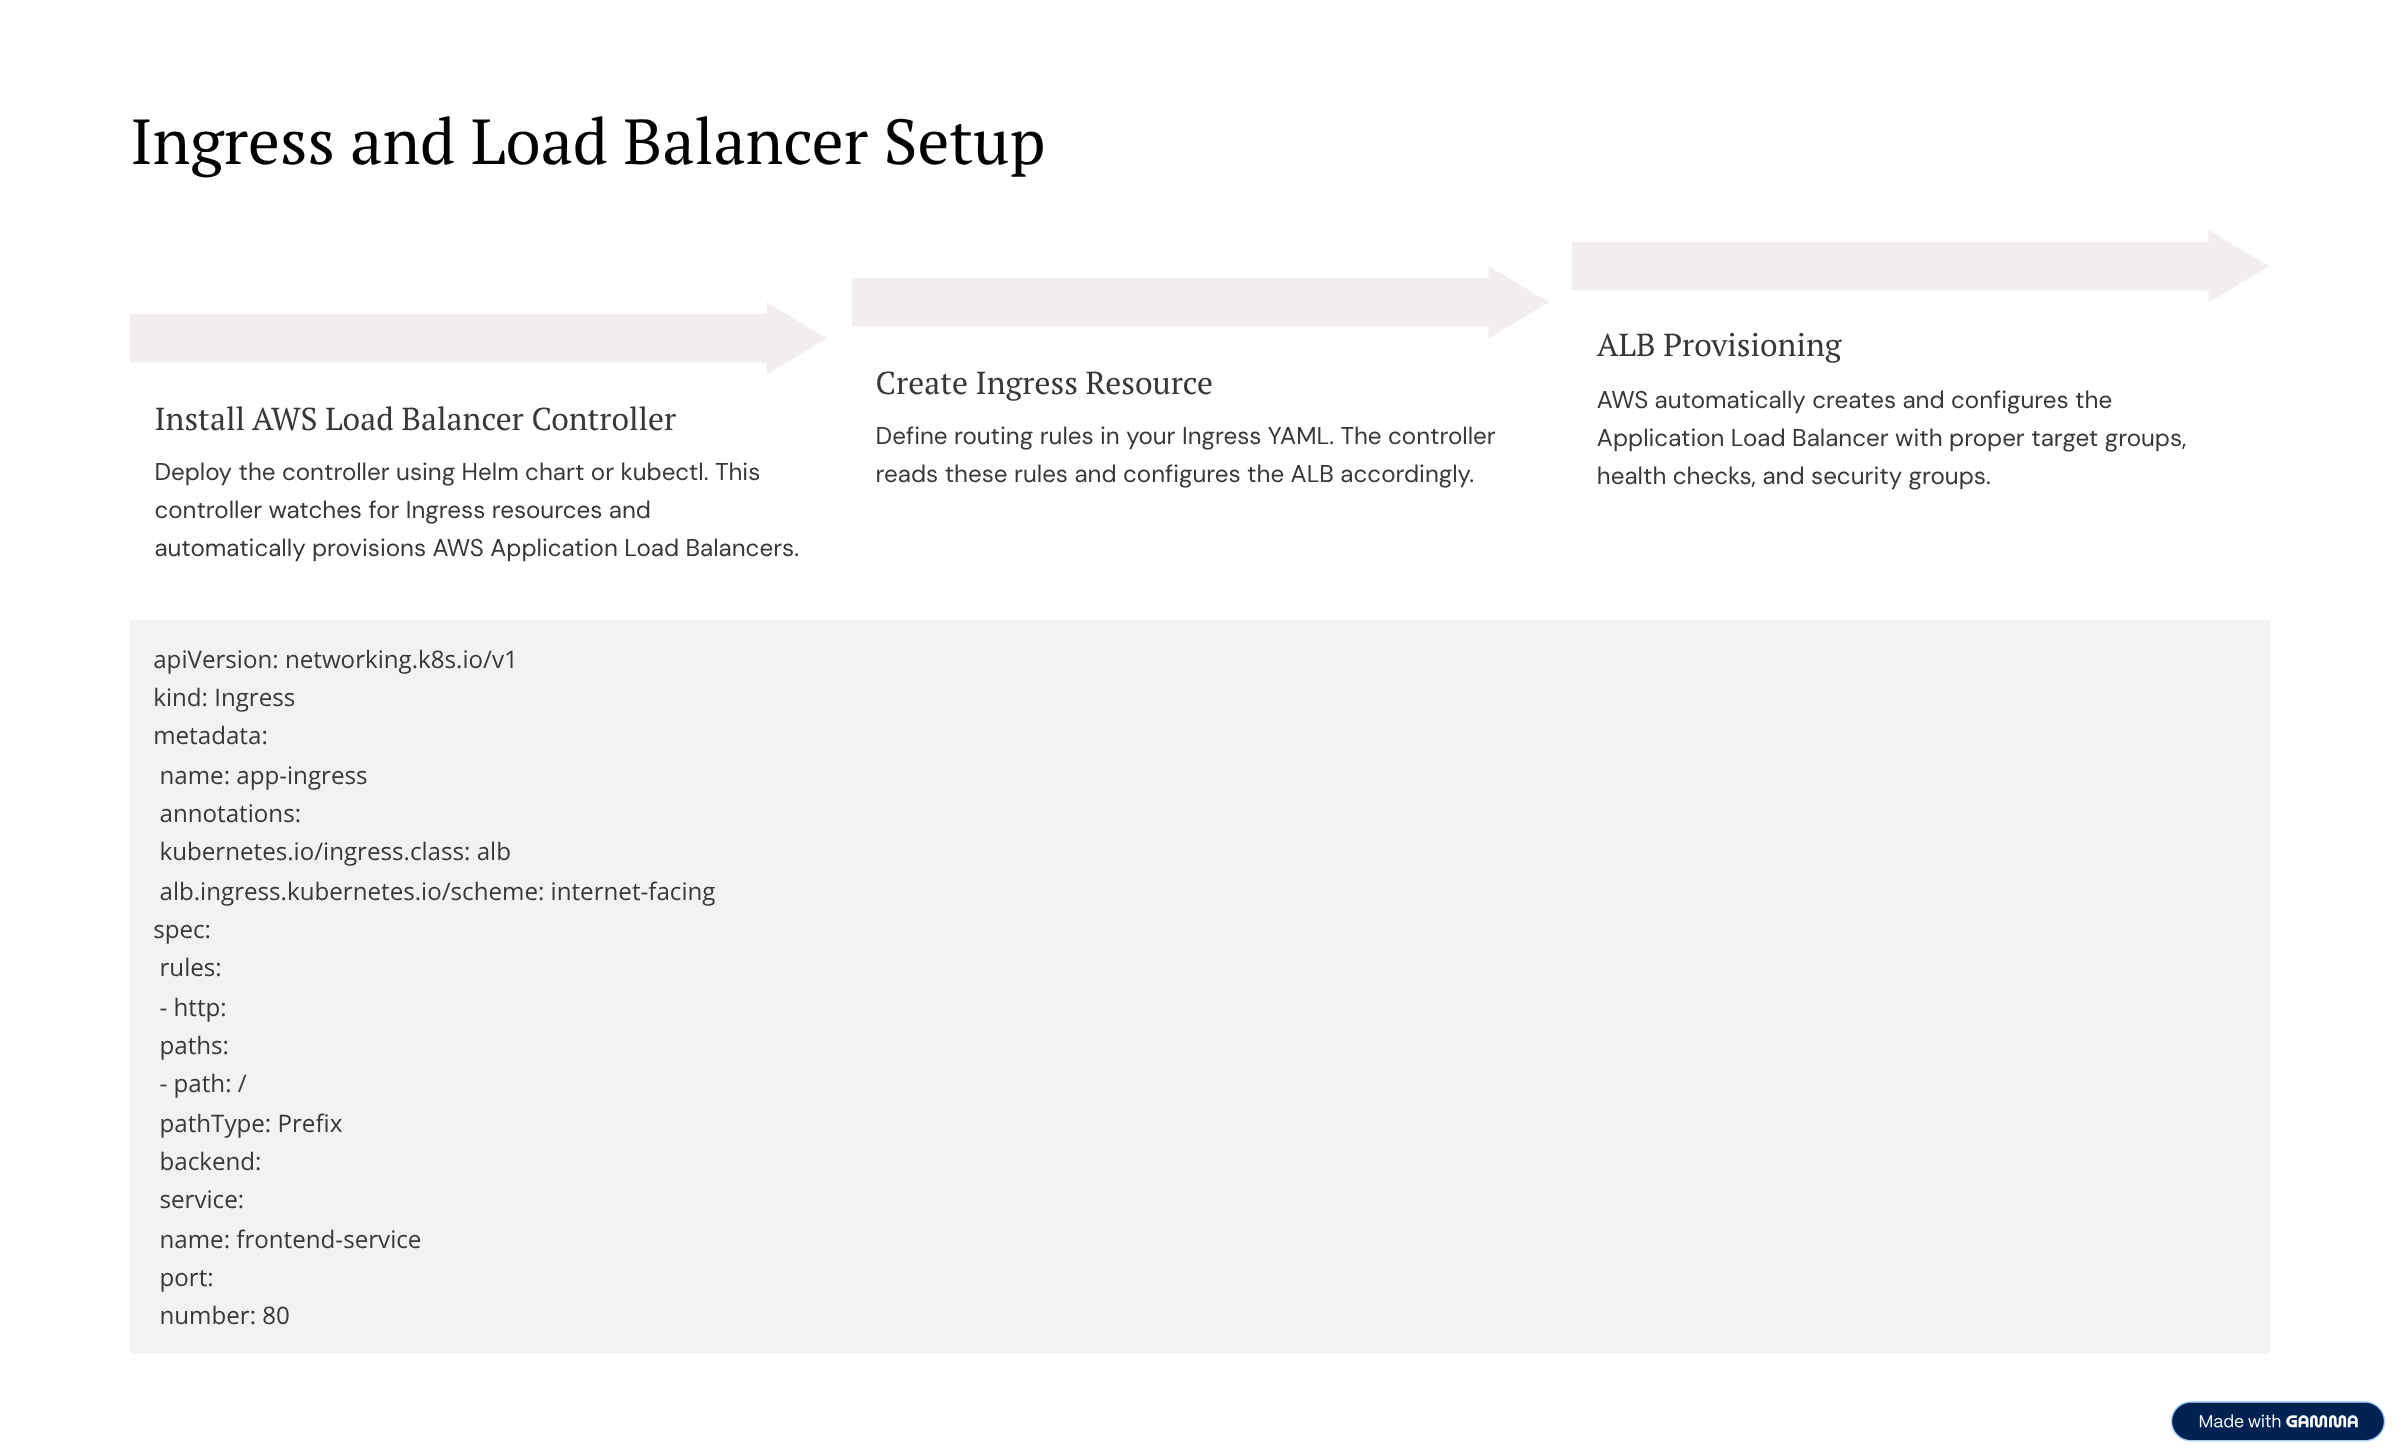 Ingress and Load Balancer Setup
Install AWS Load Balancer Controller
Deploy the controller using Helm chart or kubectl. This
controller watches for Ingress resources and
automatically provisions AWS Application Load Balancers.
Create Ingress Resource
Define routing rules in your Ingress YAML. The controller
reads these rules and configures the ALB accordingly.
ALB Provisioning
AWS automatically creates and configures the
Application Load Balancer with proper target groups,
health checks, and security groups.
apiVersion: networking.k8s.io/v1
kind: Ingress
metadata:
 name: app-ingress
 annotations:
 kubernetes.io/ingress.class: alb
 alb.ingress.kubernetes.io/scheme: internet-facing
spec:
 rules:
 - http:
 paths:
 - path: /
 pathType: Prefix
 backend:
 service:
 name: frontend-service
 port:
 number: 80
Made with GAMMA